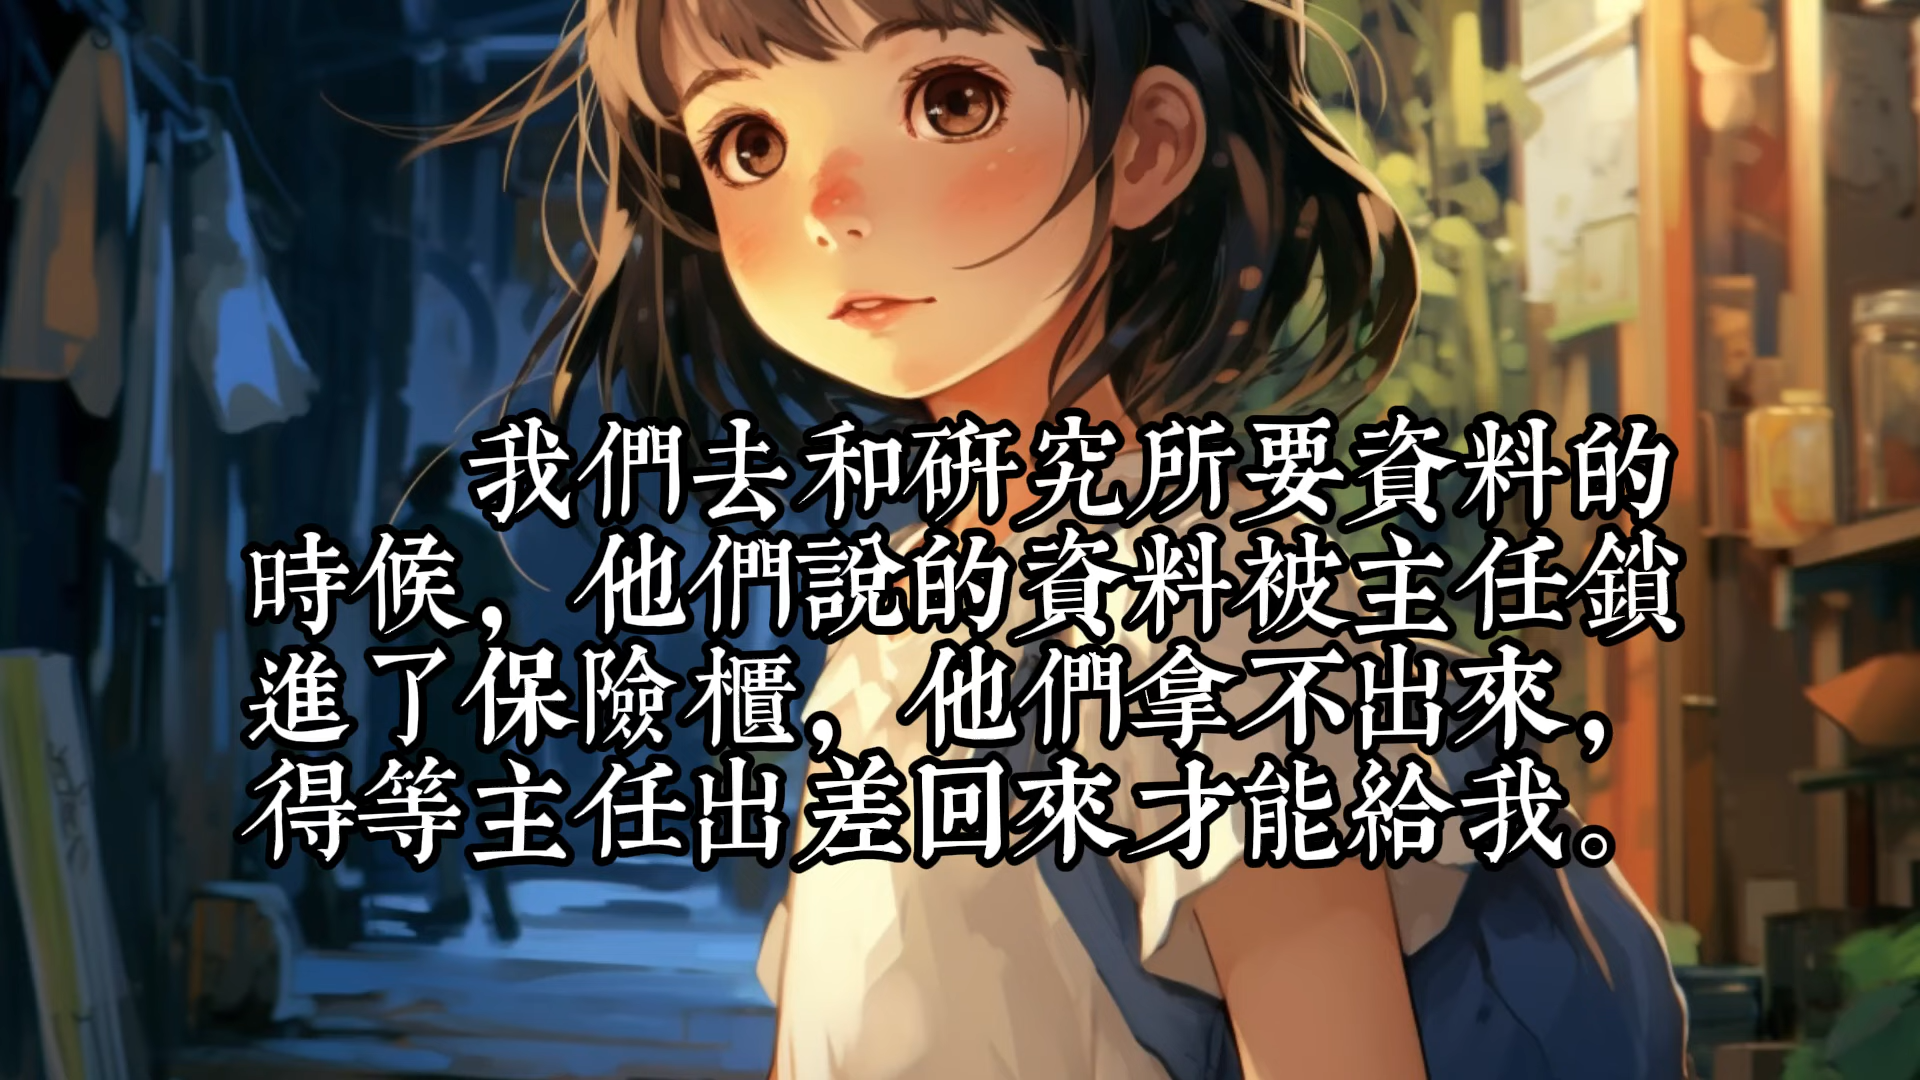 我們去和研究所要資料的
時候，他們說的資料被主任鎖
進了保險櫃，他們拿不出來，
得等主任出差回來才能給我。